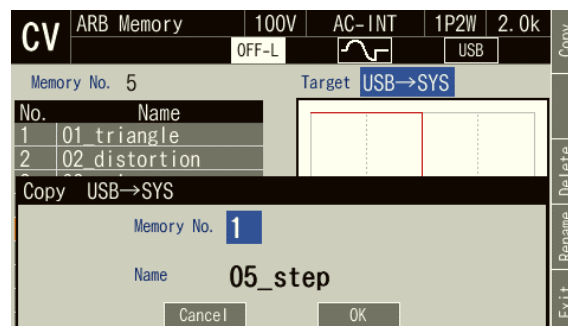 CV ARB Memory 100V AC-INT 1P2W 2.0k
OFF-L USB
Memory No. 5 Target USB→SYS
No. Name
1 01_triangle
2 02_distortion
Copy USB→SYS
Memory No. 1
Name 05_step
Cancel OK
Copy
Delete
Rename
Exit